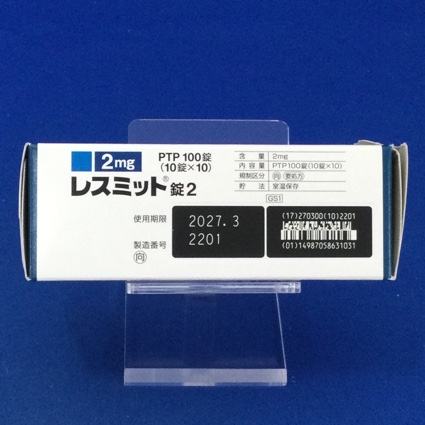 2mg
PTP 100錠
(10錠×10)
レスミット®錠2
使用期限 2027.3
製造番号 2201
向
含量 2mg
内容量 PTP100錠(10錠×10)
規制区分 向 要処方
貯法 室温保存
GS1
(17)270300(10)2201
(01)14987058631031